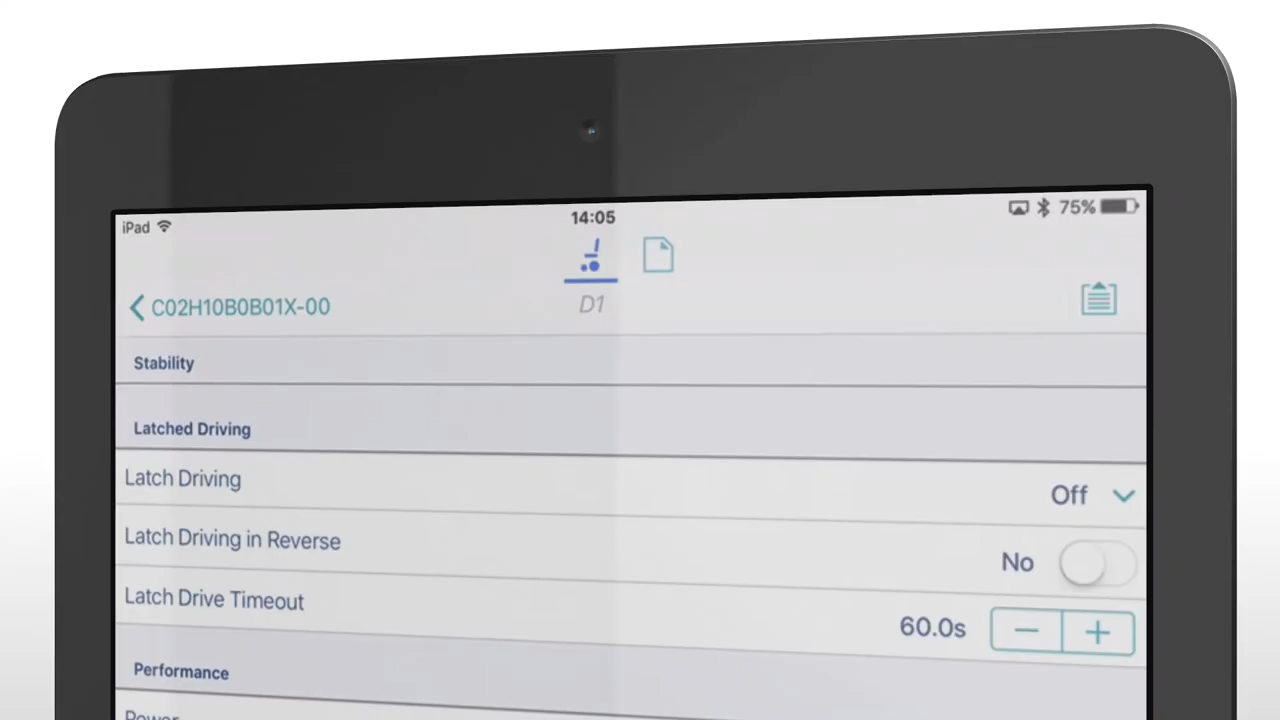 iPad 14:05 75%
C02H10B0B01X-00 D1
Stability
Latched Driving
Latch Driving Off
Latch Driving in Reverse No
Latch Drive Timeout 60.0s
Performance
Power